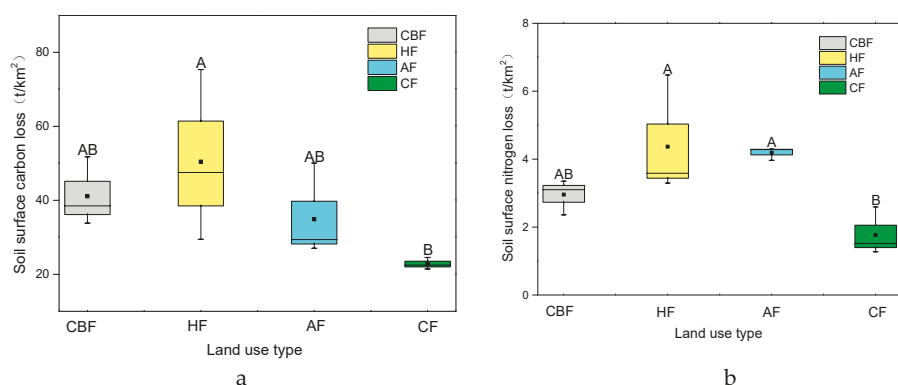 Soil surface carbon loss (t/km²)
80
60
40
20
AB
A
AB
B
CBF
HF
AF
CF
CBF
HF
AF
CF
Land use type
a
Soil surface nitrogen loss (t/km²)
8
6
4
2
0
AB
A
A
B
CBF
HF
AF
CF
CBF
HF
AF
CF
Land use type
b